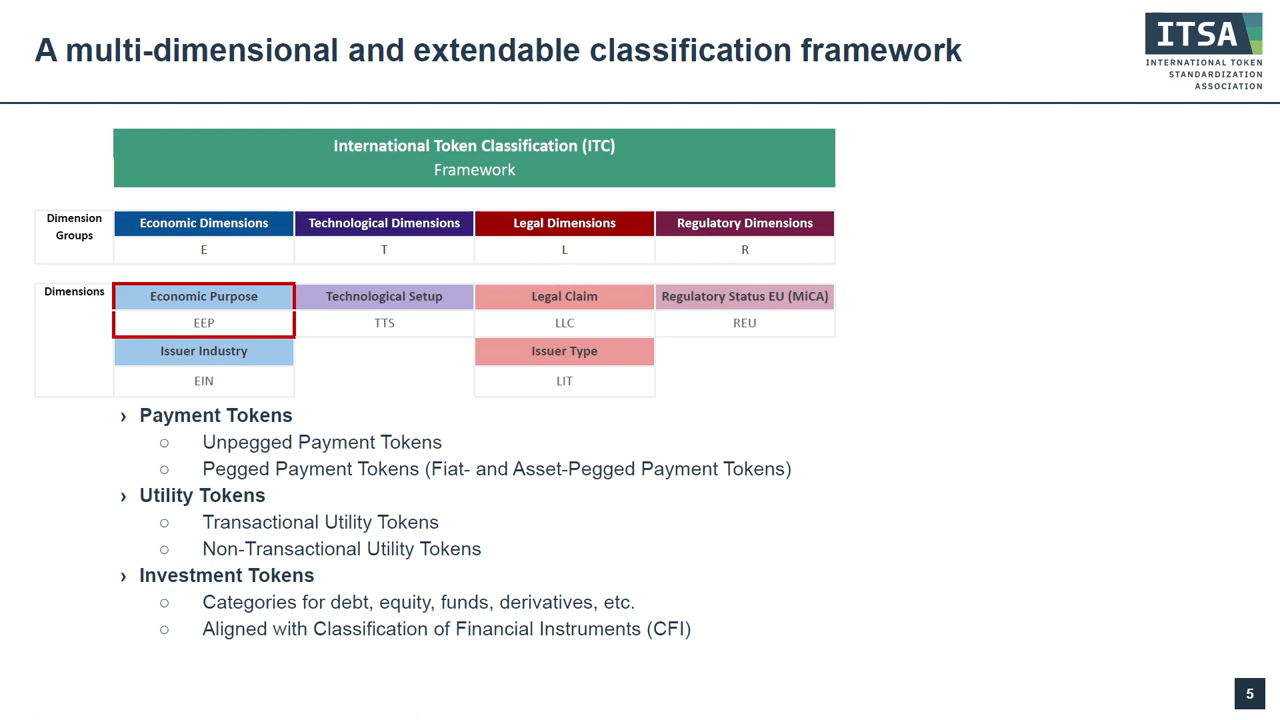 A multi-dimensional and extendable classification framework
ITSA
INTERNATIONAL TOKEN
STANDARDIZATION
ASSOCIATION
International Token Classification (ITC)
Framework
Dimension
Groups
Economic Dimensions
Technological Dimensions
Legal Dimensions
Regulatory Dimensions
E
T
L
R
Dimensions
Economic Purpose
Technological Setup
Legal Claim
Regulatory Status EU (MiCA)
EEP
TTS
LLC
REU
Issuer Industry
Issuer Type
EIN
LIT
› Payment Tokens
○ Unpegged Payment Tokens
○ Pegged Payment Tokens (Fiat- and Asset-Pegged Payment Tokens)
› Utility Tokens
○ Transactional Utility Tokens
○ Non-Transactional Utility Tokens
› Investment Tokens
○ Categories for debt, equity, funds, derivatives, etc.
○ Aligned with Classification of Financial Instruments (CFI)
5